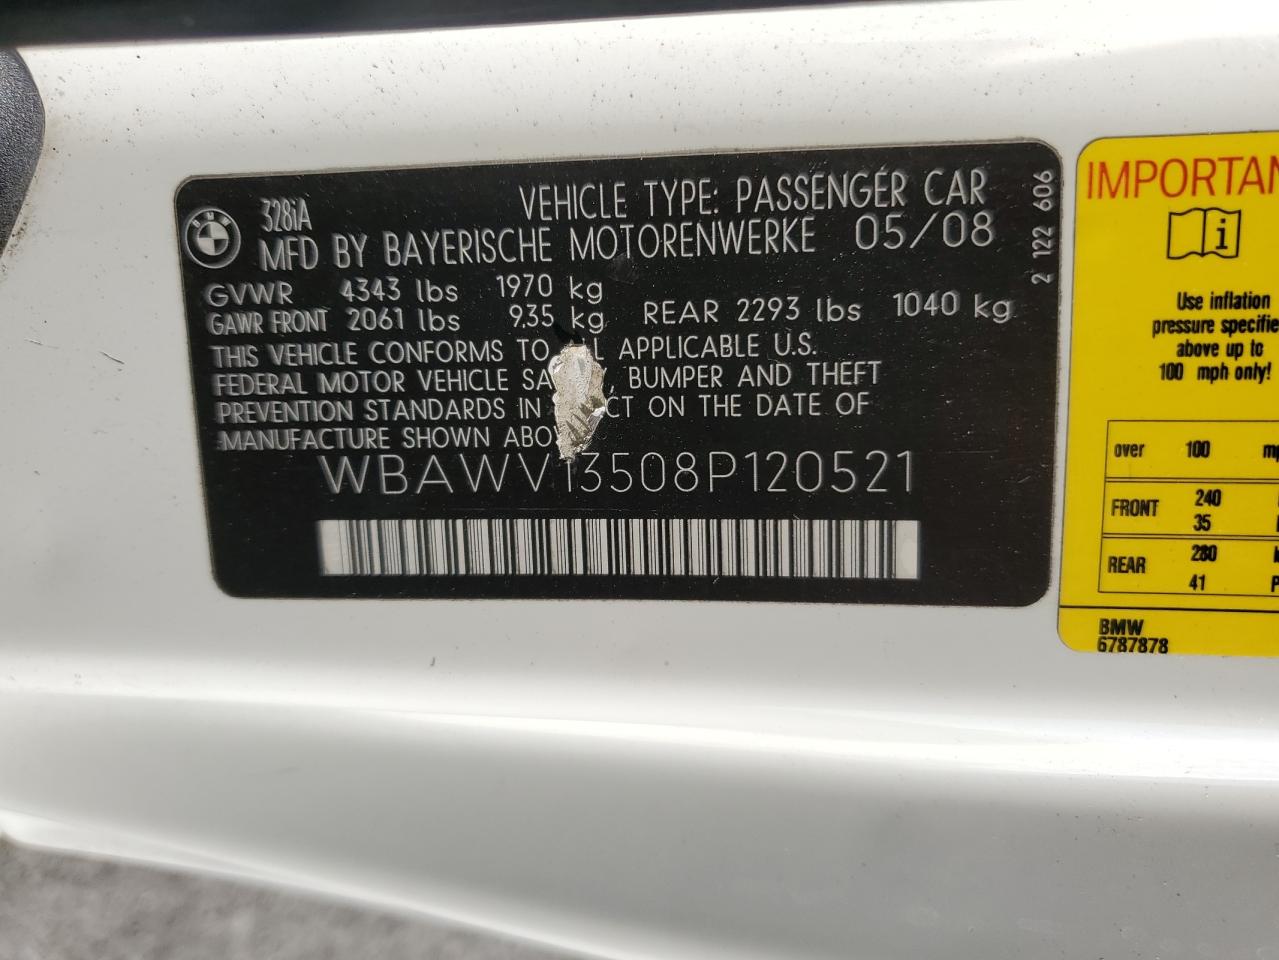 BMW
328iA VEHICLE TYPE: PASSENGER CAR
MFD BY BAYERISCHE MOTORENWERKE 05/08
GVWR 4343 lbs 1970 kg
GAWR FRONT 2061 lbs 935 kg REAR 2293 lbs 1040 kg
THIS VEHICLE CONFORMS TO APPLICABLE U.S.
FEDERAL MOTOR VEHICLE , BUMPER AND THEFT
PREVENTION STANDARDS IN ON THE DATE OF
MANUFACTURE SHOWN
WBAWV13508P120521
2 122 606
IMPORTAN
i
Use inflation
pressure specifie
above up to
100 mph only!
over 100 m
FRONT 240
35
REAR 280
41 P
BMW
6787878